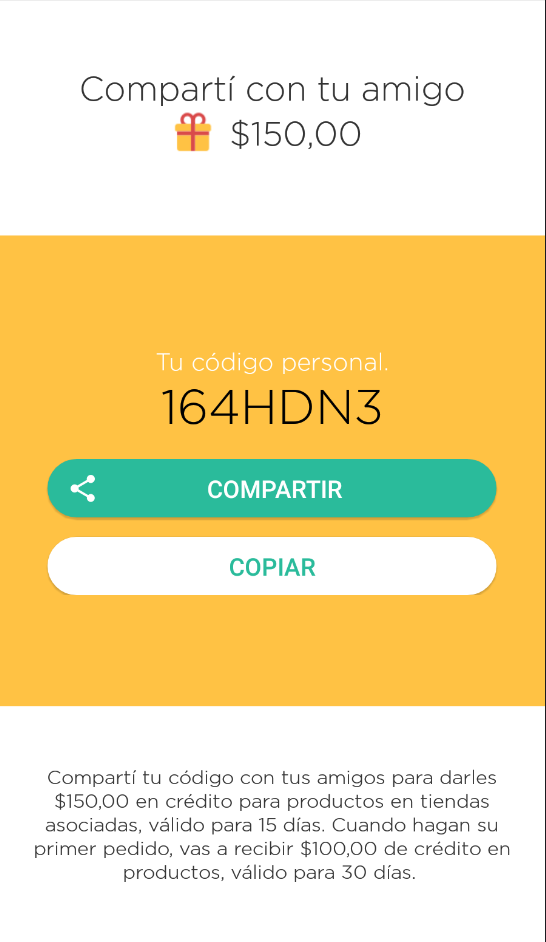 Compartí con tu amigo
$150,00
Tu código personal.
164HDN3
COMPARTIR
COPIAR
Compartí tu código con tus amigos para darles
$150,00 en crédito para productos en tiendas
asociadas, válido para 15 días. Cuando hagan su
primer pedido, vas a recibir $100,00 de crédito en
productos, válido para 30 días.